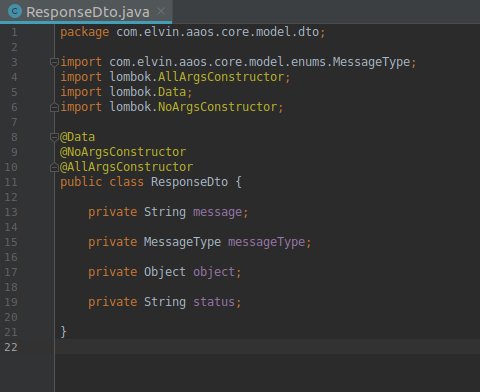 ResponseDto.java
1 package com.elvin.aaos.core.model.dto;
2
3 import com.elvin.aaos.core.model.enums.MessageType;
4 import lombok.AllArgsConstructor;
5 import lombok.Data;
6 import lombok.NoArgsConstructor;
7
8 @Data
9 @NoArgsConstructor
10 @AllArgsConstructor
11 public class ResponseDto {
12
13 private String message;
14
15 private MessageType messageType;
16
17 private Object object;
18
19 private String status;
20
21 }
22